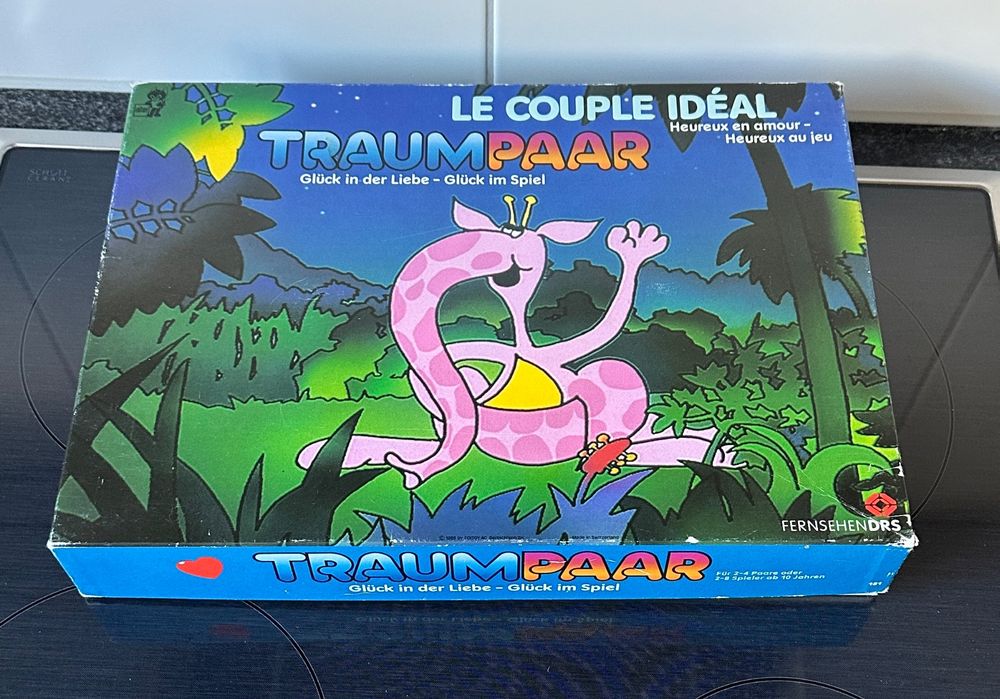 LE COUPLE IDÉAL
Heureux en amour –
Heureux au jeu
TRAUMPAAR
Glück in der Liebe – Glück im Spiel
FERNSEHENDRS
Made in Switzerland
TRAUMPAAR
Glück in der Liebe – Glück im Spiel
Für 2-4 Paare oder
2-8 Spieler ab 10 Jahren